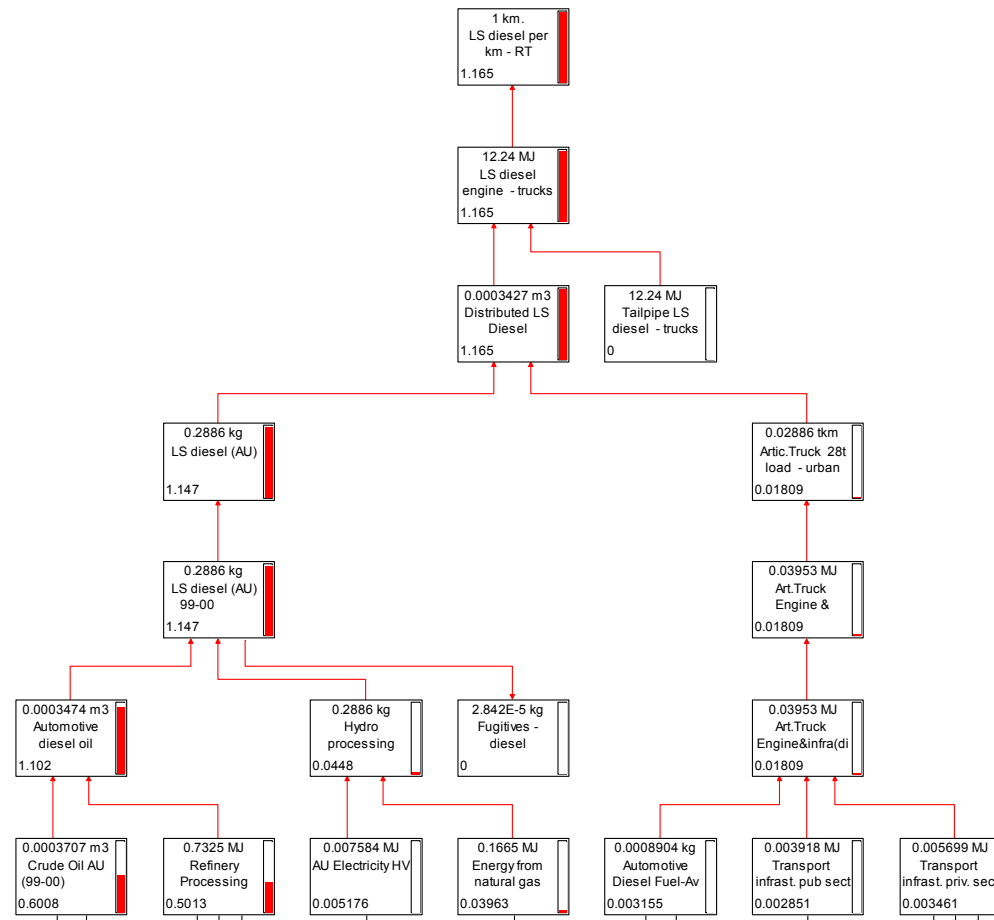 1 km.
LS diesel per
km - RT
1.165
12.24 MJ
LS diesel
engine - trucks
1.165
0.0003427 m3
Distributed LS
Diesel
1.165
12.24 MJ
Tailpipe LS
diesel - trucks
0
0.2886 kg
LS diesel (AU)
1.147
0.02886 tkm
Artic.Truck 28t
load - urban
0.01809
0.2886 kg
LS diesel (AU)
99-00
1.147
0.03953 MJ
Art.Truck
Engine &
0.01809
0.0003474 m3
Automotive
diesel oil
1.102
0.2886 kg
Hydro
processing
0.0448
2.842E-5 kg
Fugitives -
diesel
0
0.03953 MJ
Art.Truck
Engine&infra(di
0.01809
0.0003707 m3
Crude Oil AU
(99-00)
0.6008
0.7325 MJ
Refinery
Processing
0.5013
0.007584 MJ
AU Electricity HV
0.005176
0.1665 MJ
Energy from
natural gas
0.03963
0.0008904 kg
Automotive
Diesel Fuel-Av
0.003155
0.003918 MJ
Transport
infrast. pub sect
0.002851
0.005699 MJ
Transport
infrast. priv. sec
0.003461